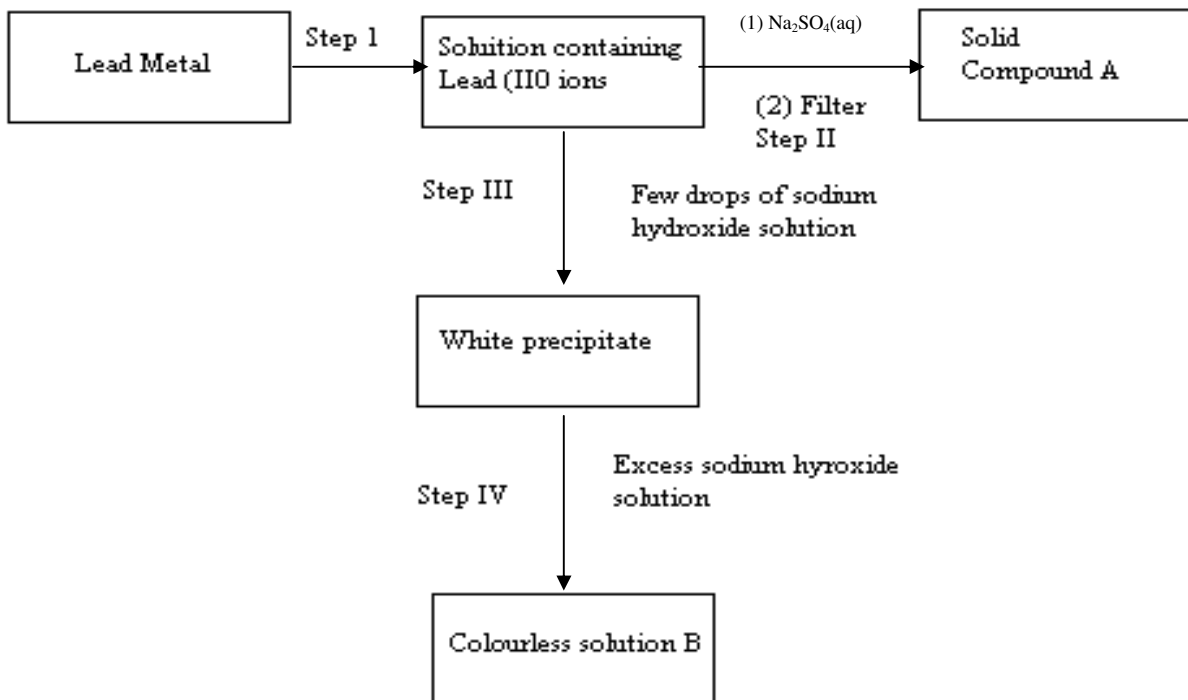 Lead Metal
Step 1
Soluition containing
Lead (II0 ions
(1) Na₂SO₄(aq)
(2) Filter
Step II
Solid
Compound A
Step III
Few drops of sodium
hydroxide solution
White precipitate
Step IV
Excess sodium hyroxide
solution
Colourless solution B